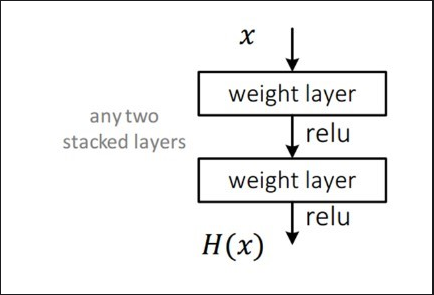 x
weight layer
any two
stacked layers
relu
weight layer
relu
H(x)